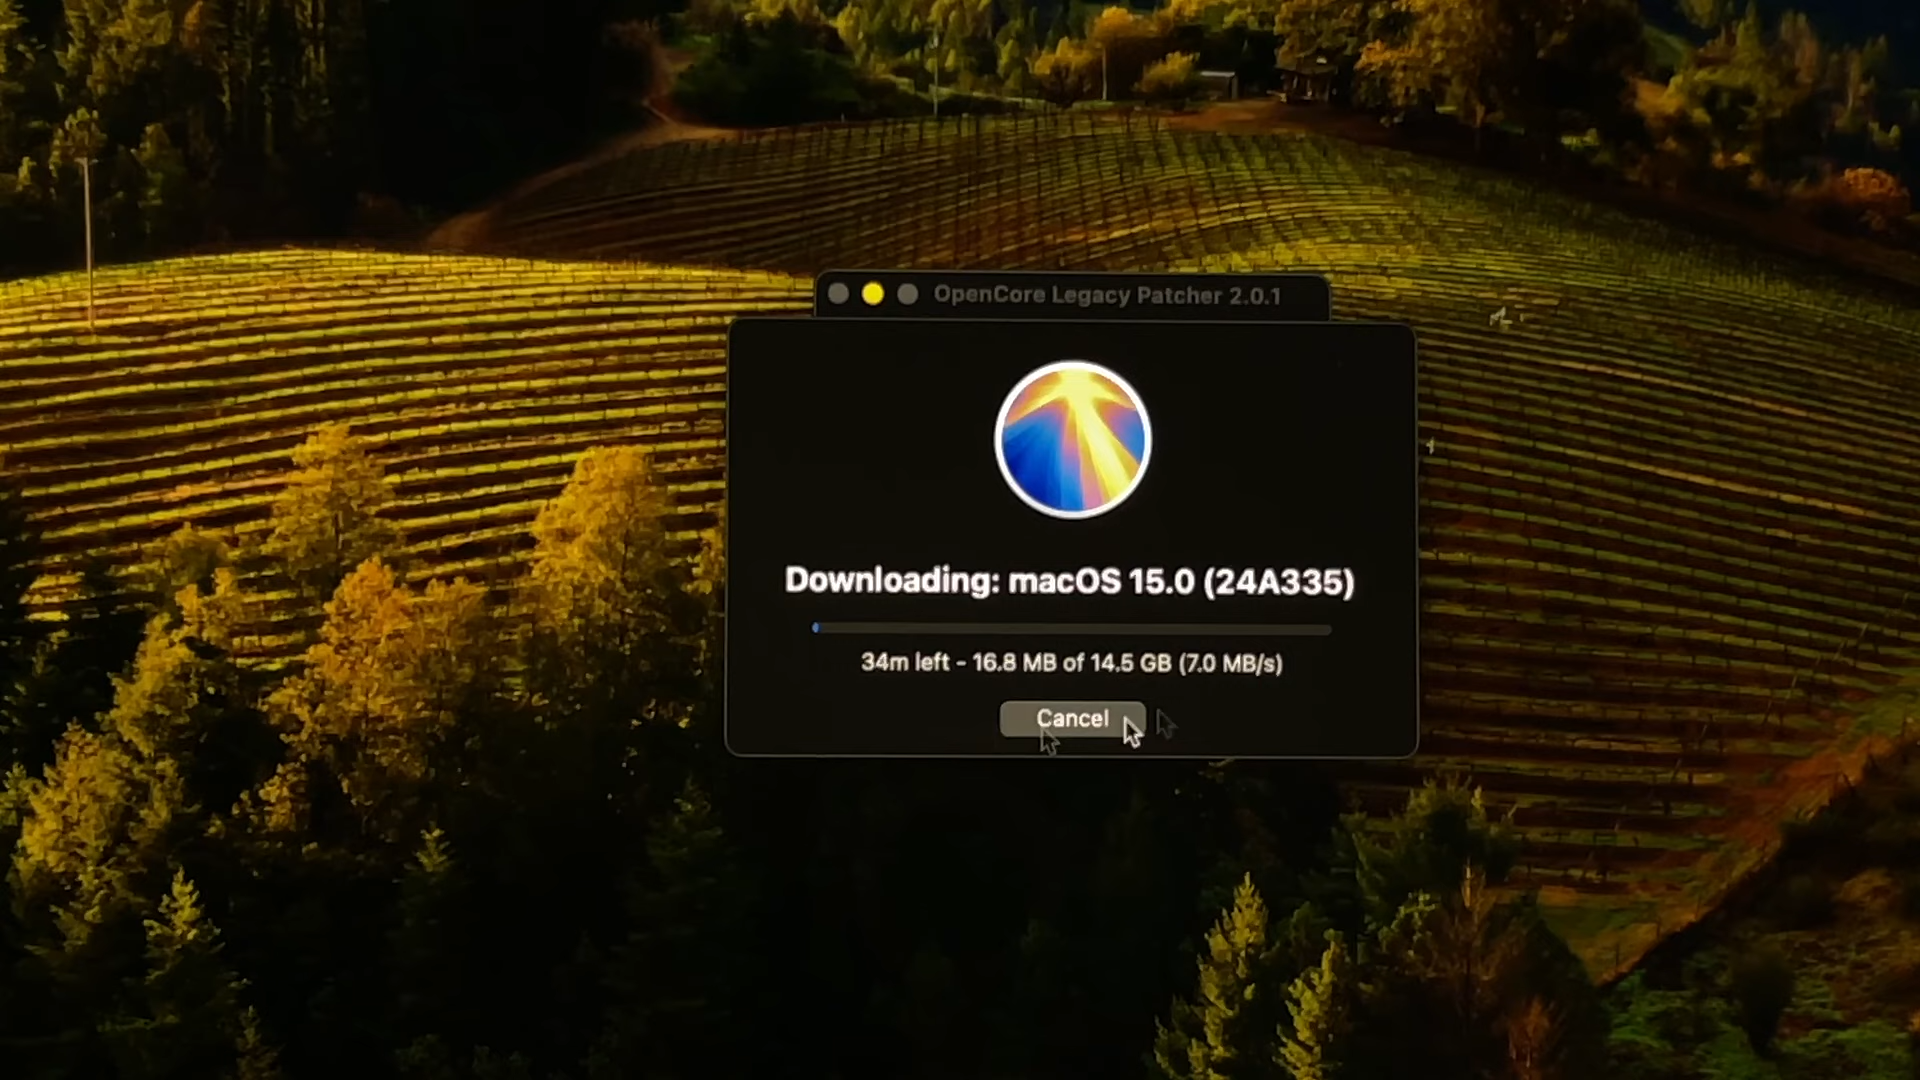 OpenCore Legacy Patcher 2.0.1
Downloading: macOS 15.0 (24A335)
34m left - 16.8 MB of 14.5 GB (7.0 MB/s)
Cancel